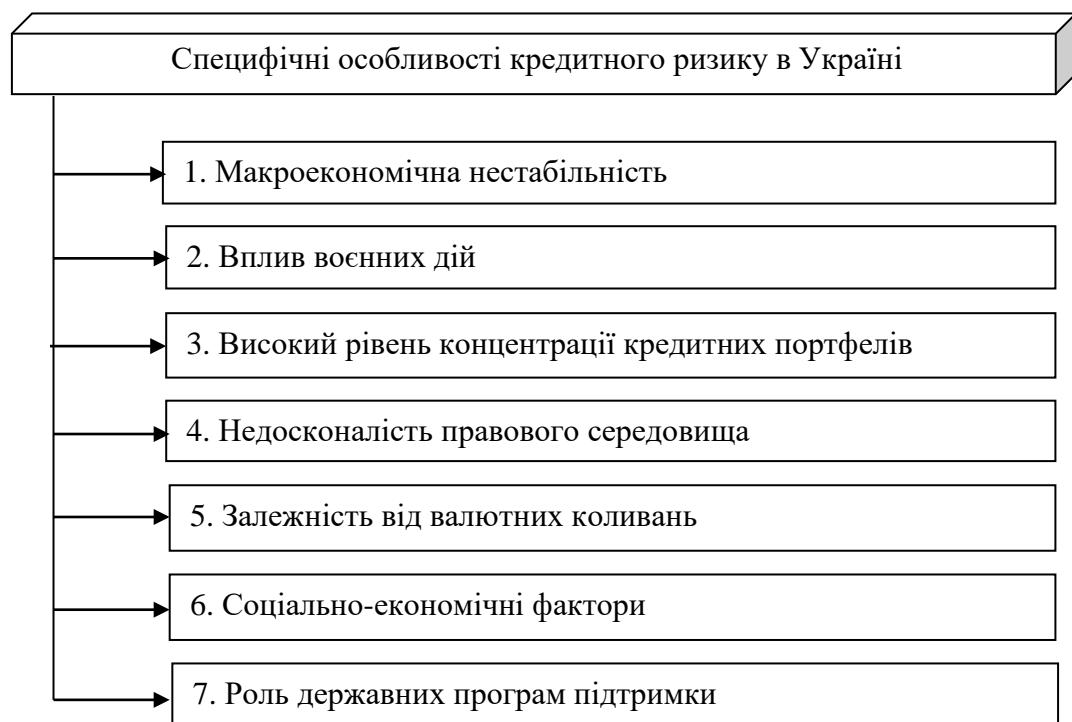 Специфічні особливості кредитного ризику в Україні
1. Макроекономічна нестабільність
2. Вплив воєнних дій
3. Високий рівень концентрації кредитних портфелів
4. Недосконалість правового середовища
5. Залежність від валютних коливань
6. Соціально-економічні фактори
7. Роль державних програм підтримки